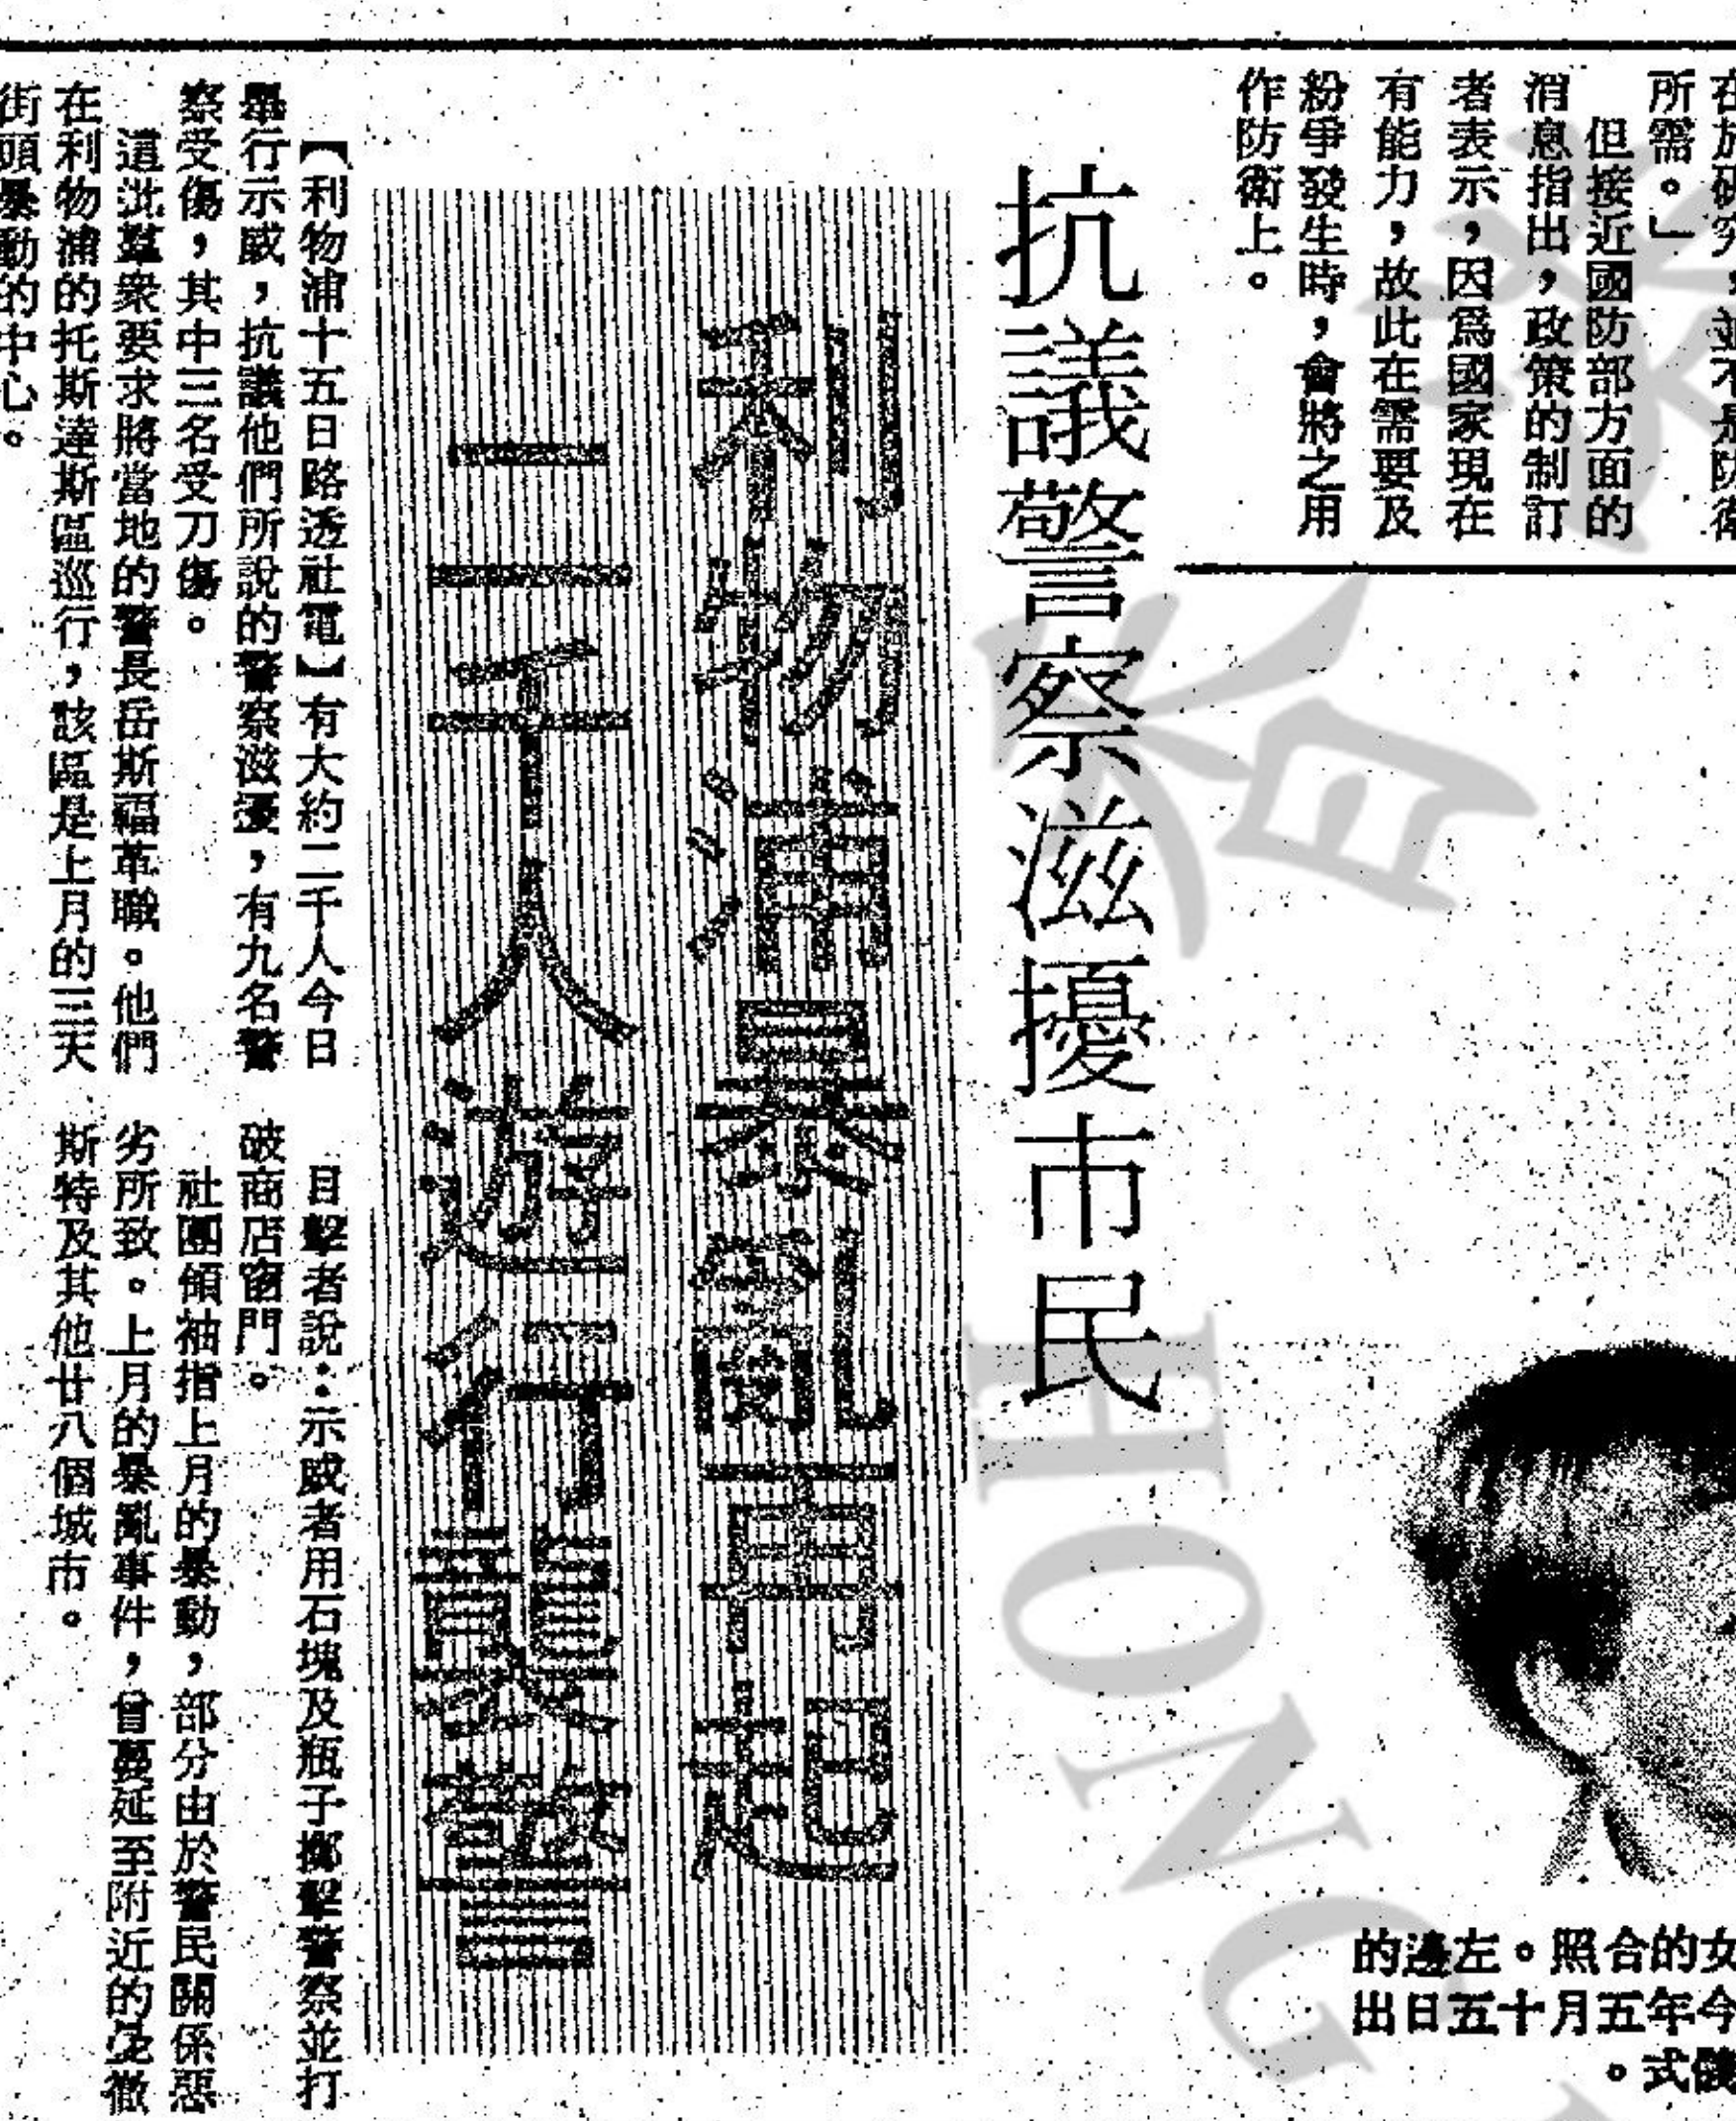 所需。」
但接近國防部方面的
消息指出，政策的制訂
者表示，因爲國家現在
有能力，故此在需要及
紛爭發生時，會將之用
作防衛上。
抗議警察滋擾市民
利物浦暴亂再起
二千人遊行襲警
【利物浦十五日路透社電】有大約二千人今日
舉行示威，抗議他們所說的警察滋擾，有九名警
察受傷，其中三名受刀傷。
這批羣衆要求將當地的警長岳斯福革職。他們
在利物浦的托斯達斯區巡行，該區是上月的三天
街頭暴動的中心。
目擊者說：示威者用石塊及瓶子擲擊警察並打
破商店窗門。
社團領袖指上月的暴動，部分由於警民關係惡
劣所致。上月的暴亂事件，曾蔓延至附近的曼徹
斯特及其他廿八個城市。
女的合照。左邊的
今年五月十五日出
儀式。
HONG